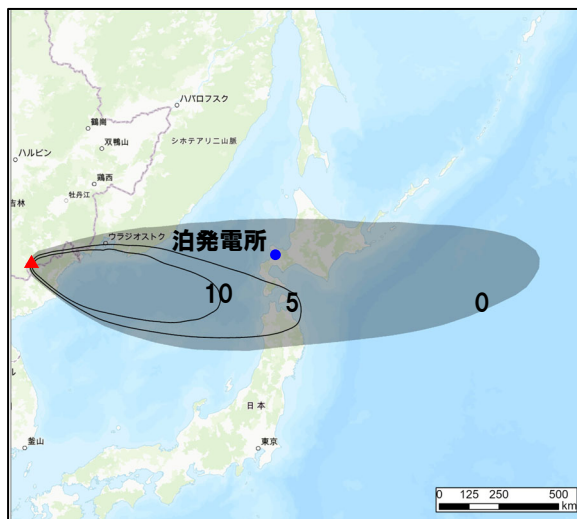 ハバロフスク
鶴崗
双鴨山
シホテアリニ山脈
ハルビン
鶏西
牡丹江
吉林
ウラジオストク
泊発電所
10
5
0
日本
釜山
東京
0 125 250 500
km